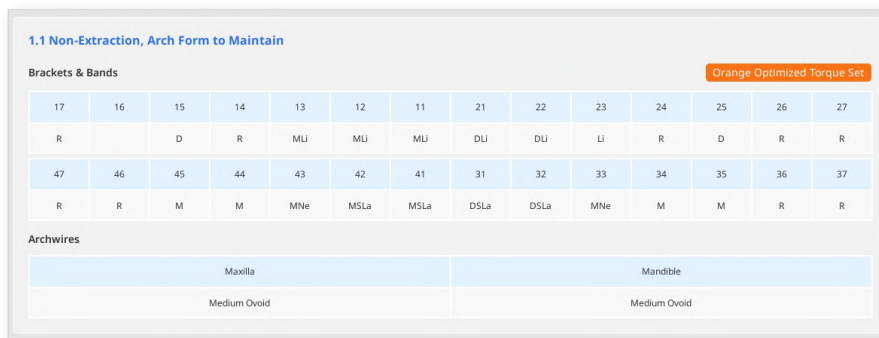 1.1 Non-Extraction, Arch Form to Maintain
Brackets & Bands Orange Optimized Torque Set
17 16 15 14 13 12 11 21 22 23 24 25 26 27
R D R MLi MLi MLi DLi DLi Li R D R R
47 46 45 44 43 42 41 31 32 33 34 35 36 37
R R M M MNe MSLa MSLa DSLa DSLa MNe M M R R
Archwires
Maxilla Mandible
Medium Ovoid Medium Ovoid